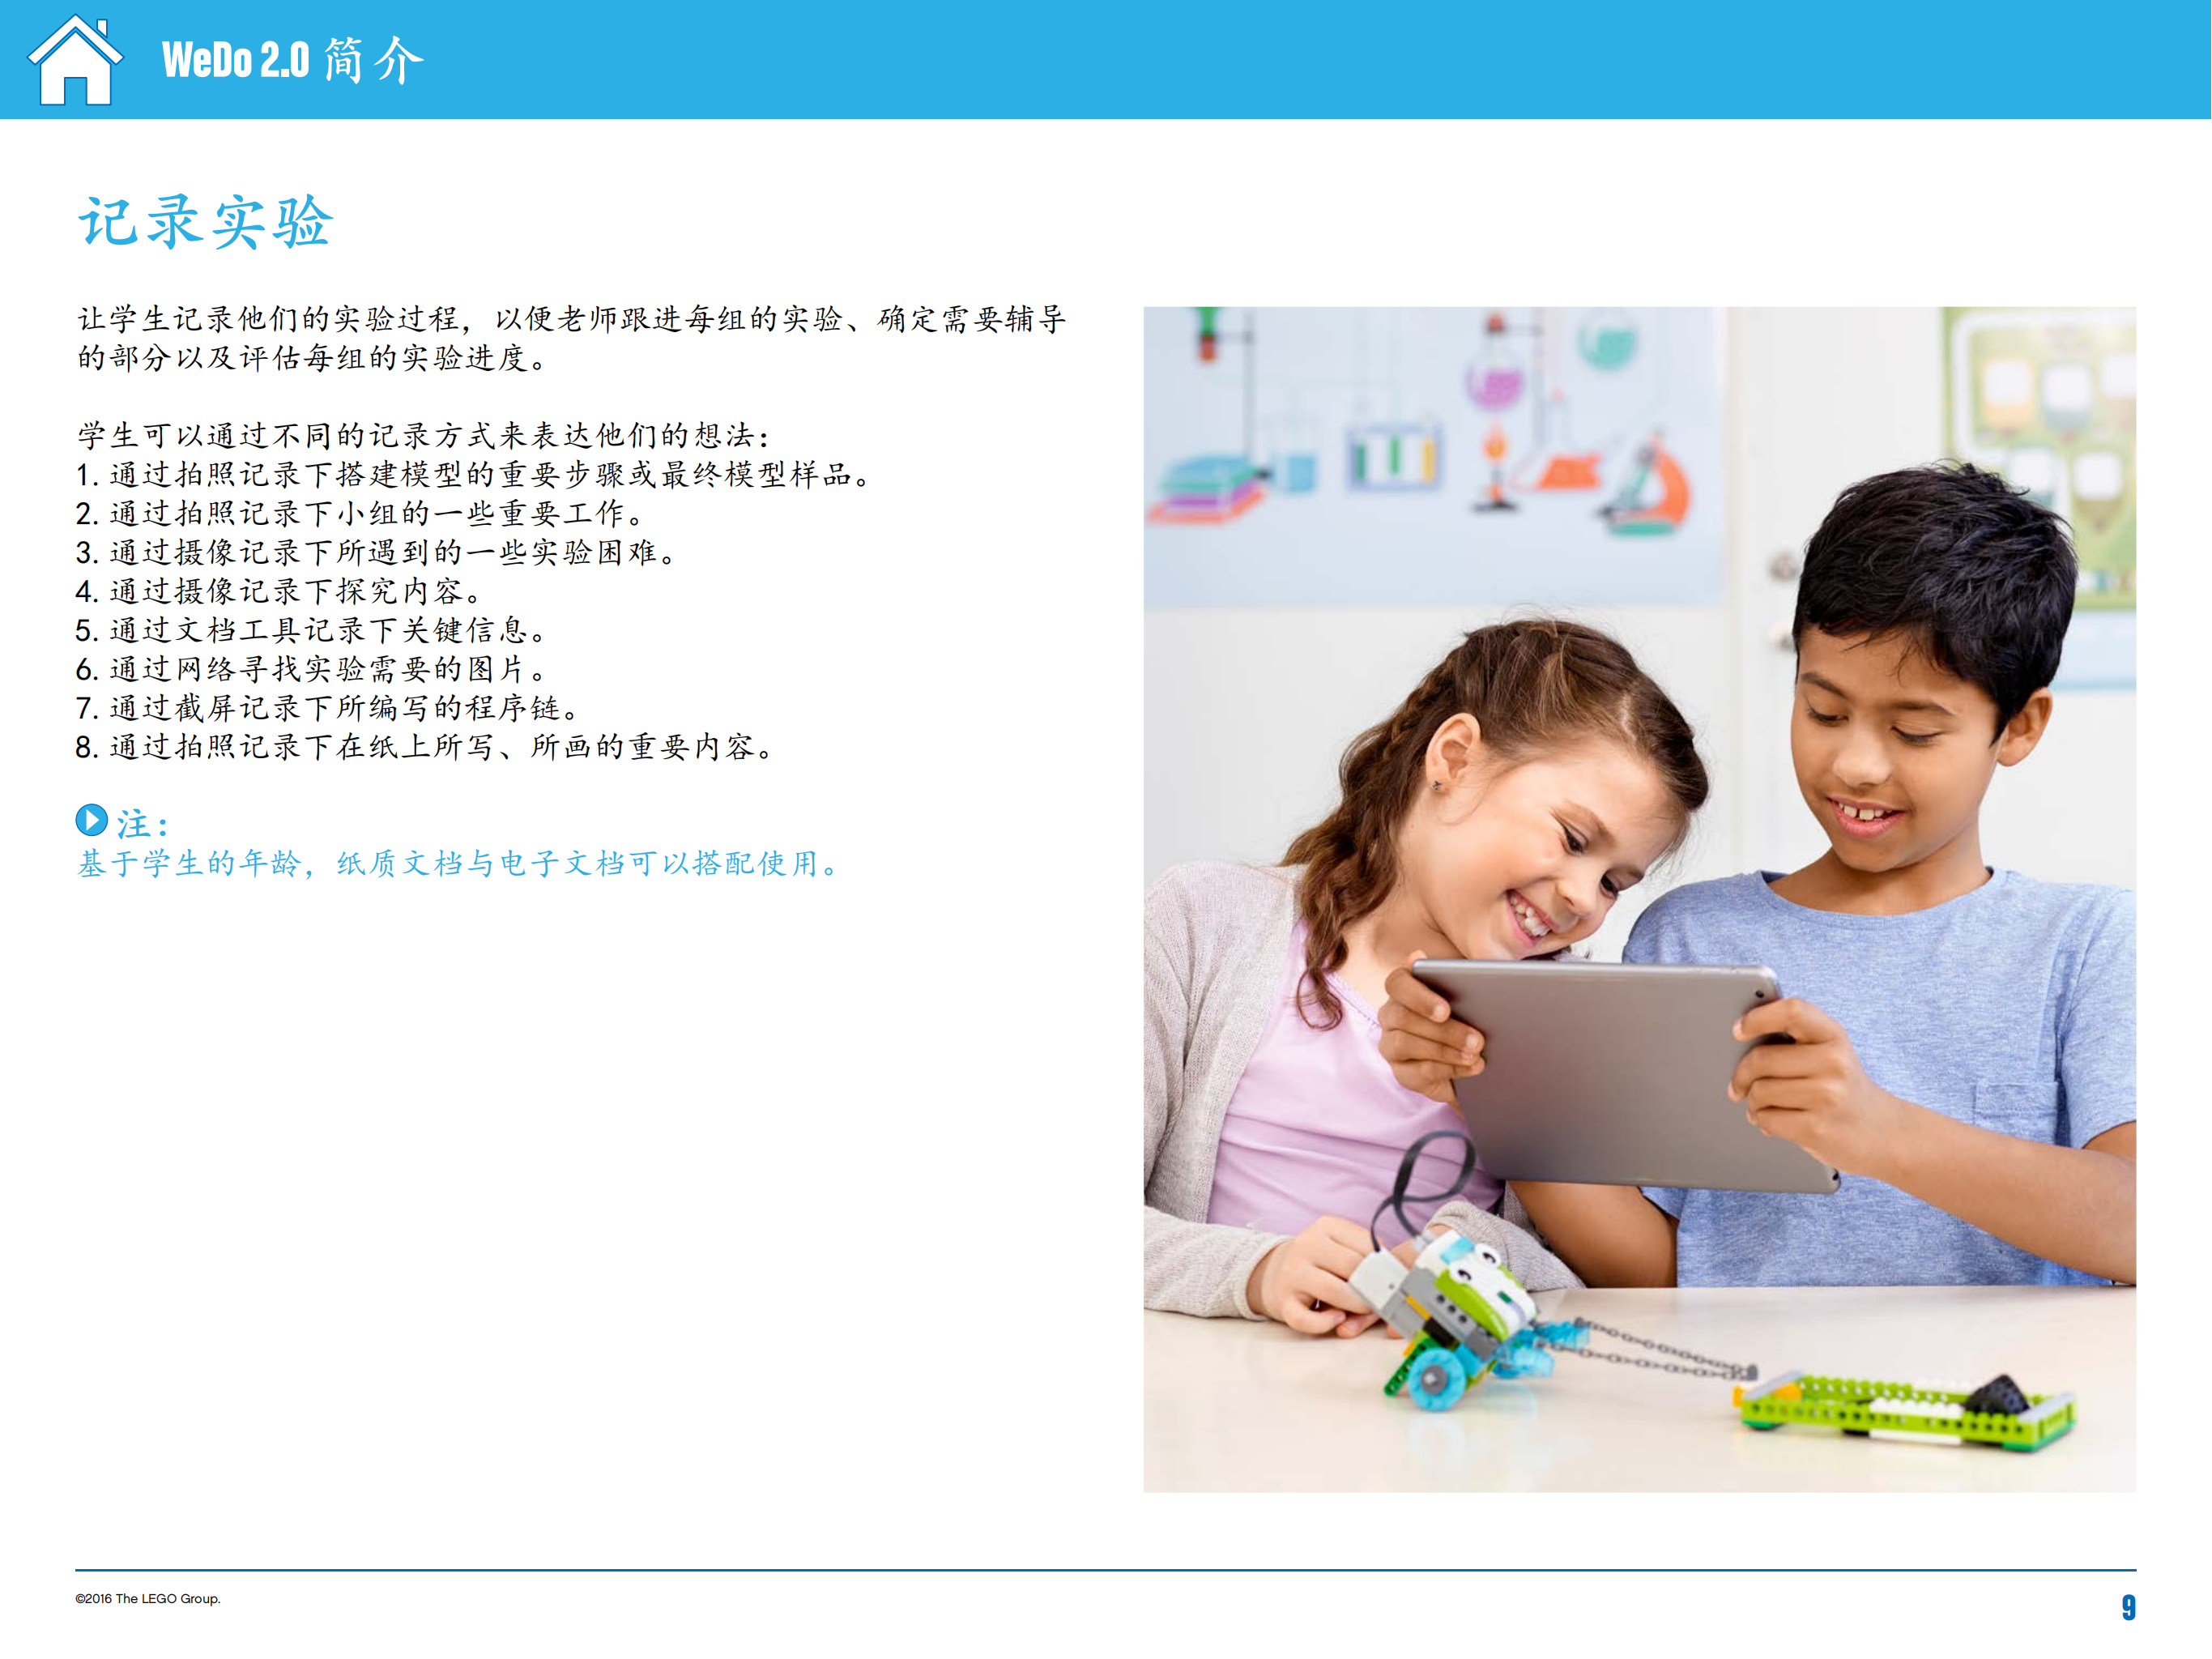 WeDo 2.0 简介
记录实验
让学生记录他们的实验过程，以便老师跟进每组的实验、确定需要辅导
的部分以及评估每组的实验进度。
学生可以通过不同的记录方式来表达他们的想法：
1. 通过拍照记录下搭建模型的重要步骤或最终模型样品。
2. 通过拍照记录下小组的一些重要工作。
3. 通过摄像记录下所遇到的一些实验困难。
4. 通过摄像记录下探究内容。
5. 通过文档工具记录下关键信息。
6. 通过网络寻找实验需要的图片。
7. 通过截屏记录下所编写的程序链。
8. 通过拍照记录下在纸上所写、所画的重要内容。
注：
基于学生的年龄，纸质文档与电子文档可以搭配使用。
©2016 The LEGO Group.
9